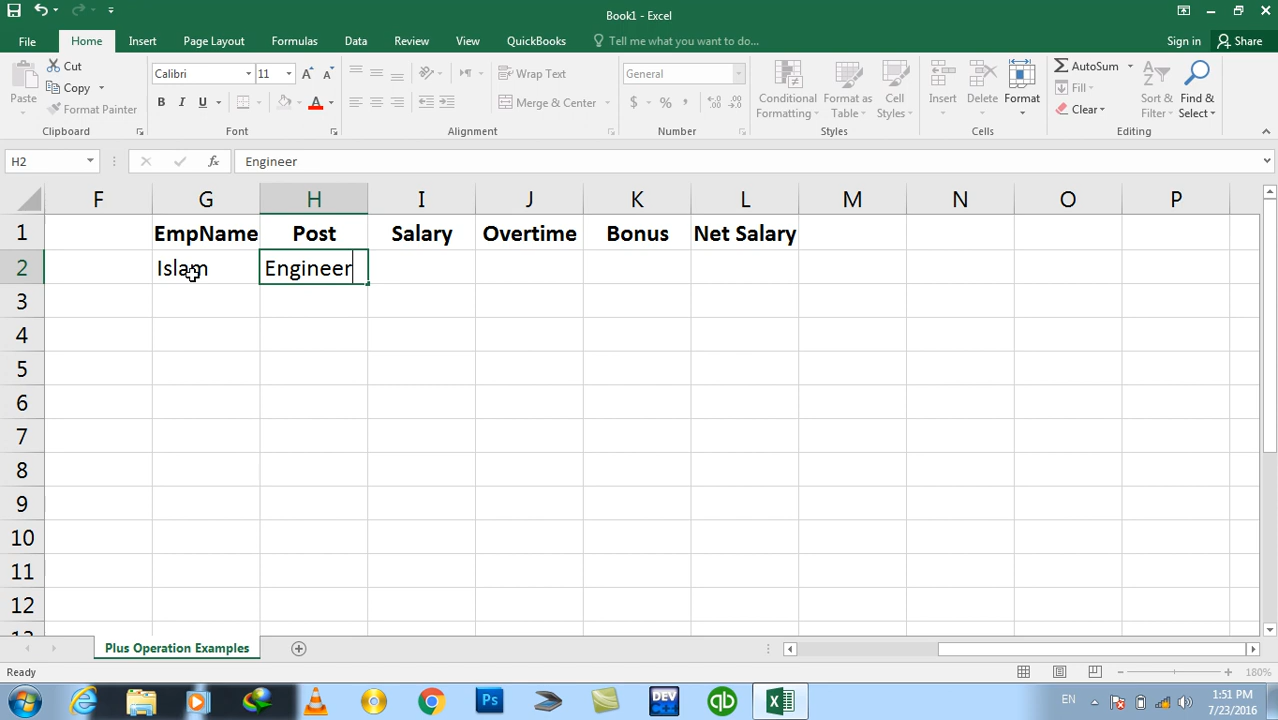 Book1 - Excel
File Home Insert Page Layout Formulas Data Review View QuickBooks Tell me what you want to do... Sign in Share
Paste Cut Copy Format Painter Clipboard
Calibri 11 B I U A A A Font
Wrap Text Merge & Center Alignment
General $ % , Number
Conditional Formatting Format as Table Cell Styles Styles
Insert Delete Format Cells
AutoSum Fill Clear Sort & Filter Find & Select Editing
H2 fx Engineer
F G H I J K L M N O P
1 EmpName Post Salary Overtime Bonus Net Salary
2 Islam Engineer
3
4
5
6
7
8
9
10
11
12
Plus Operation Examples
Ready 180%
Ps DEV C++ qb EN 1:51 PM
7/23/2016